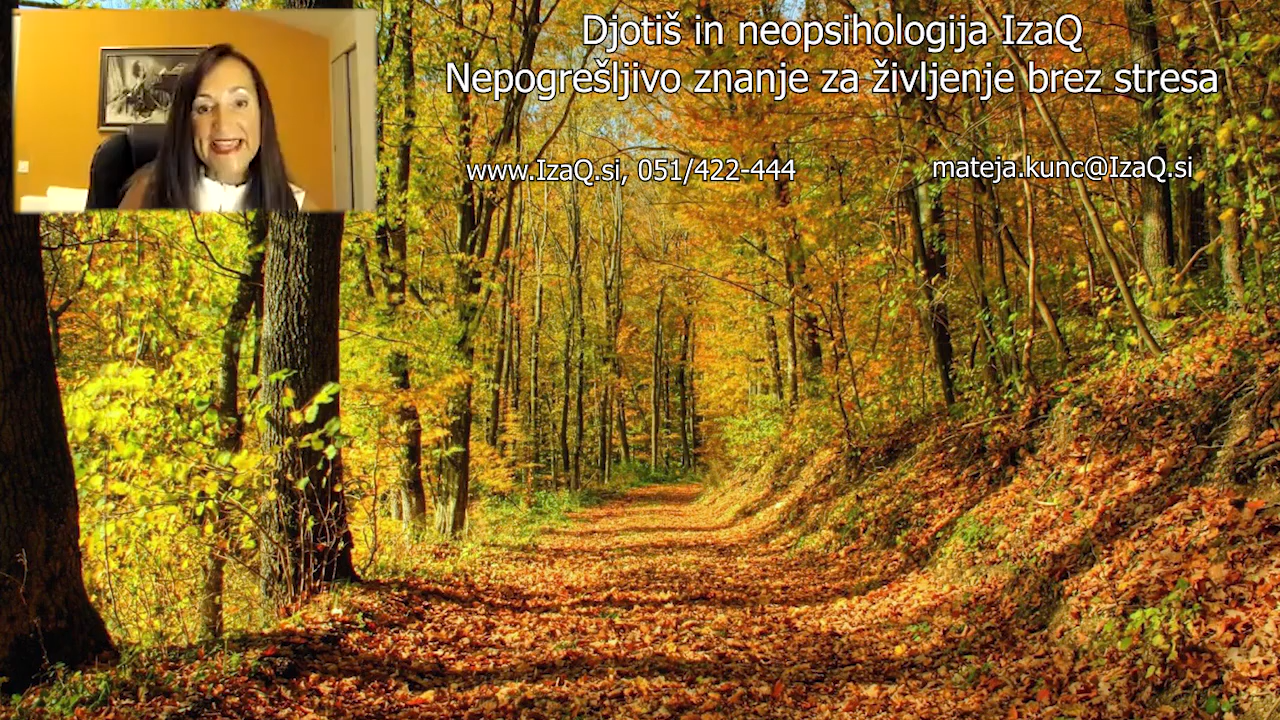 Djotiš in neopsihologija IzaQ
Nepogrešljivo znanje za življenje brez stresa
www.IzaQ.si, 051/422-444
mateja.kunc@IzaQ.si